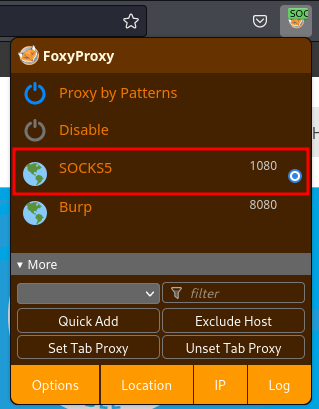 SOC
FoxyProxy
Proxy by Patterns
Disable
SOCKS5 1080
Burp 8080
More
filter
Quick Add Exclude Host
Set Tab Proxy Unset Tab Proxy
Options Location IP Log
H